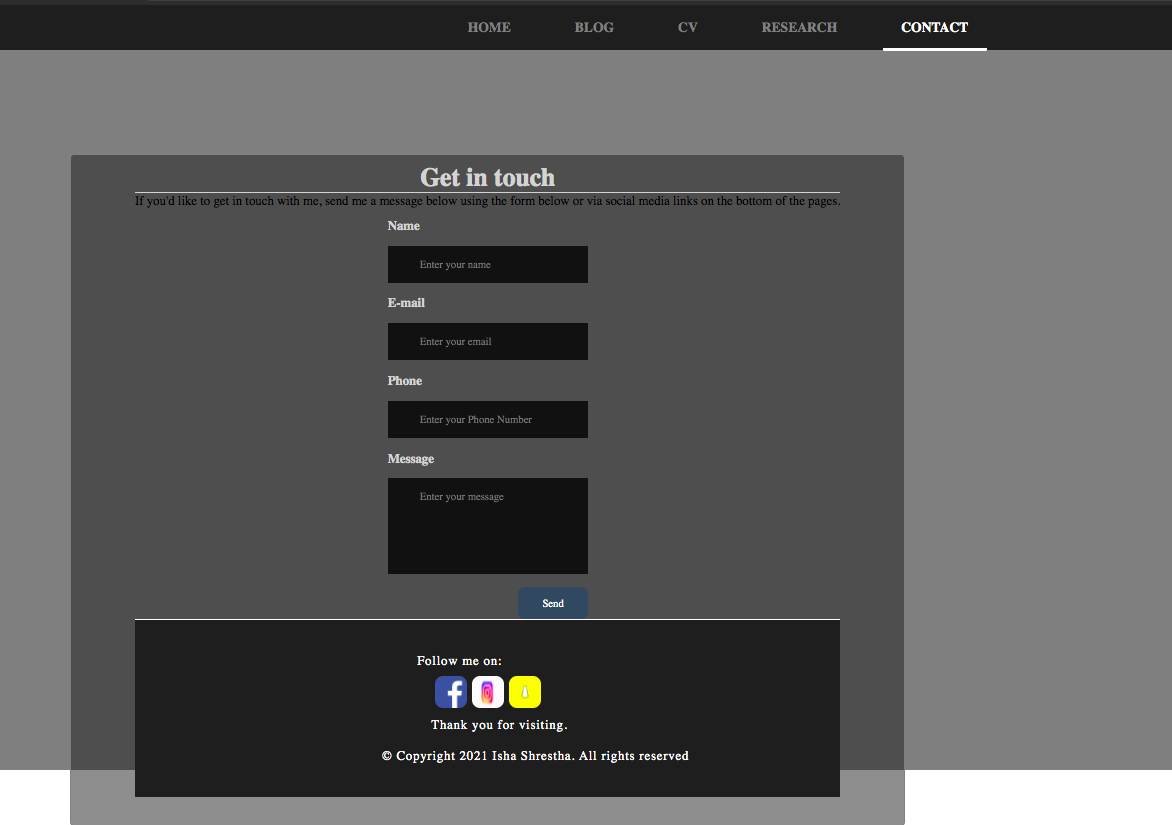 HOME BLOG CV RESEARCH CONTACT
Get in touch
If you'd like to get in touch with me, send me a message below using the form below or via social media links on the bottom of the pages.
Name
Enter your name
E-mail
Enter your email
Phone
Enter your Phone Number
Message
Enter your message
Send
Follow me on:
f
Thank you for visiting.
© Copyright 2021 Isha Shrestha. All rights reserved